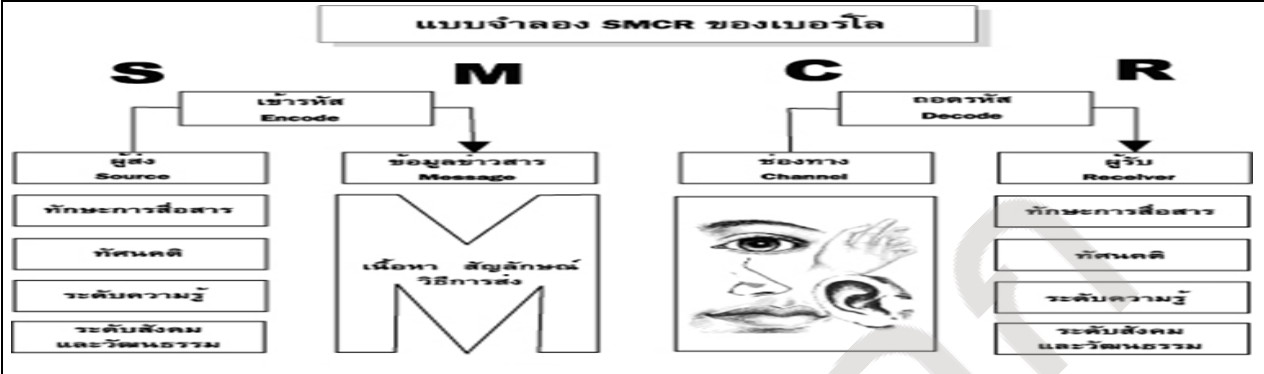 แบบจำลอง SMCR ของเบอร์โล
S M C R
เข้ารหัส
Encode
ถอดรหัส
Decode
ผู้ส่ง
Source
ข้อมูลข่าวสาร
Message
ช่องทาง
Channel
ผู้รับ
Receiver
ทักษะการสื่อสาร
ทัศนคติ
ระดับความรู้
ระดับสังคม
และวัฒนธรรม
เนื้อหา สัญลักษณ์
วิธีการส่ง
ทักษะการสื่อสาร
ทัศนคติ
ระดับความรู้
ระดับสังคม
และวัฒนธรรม